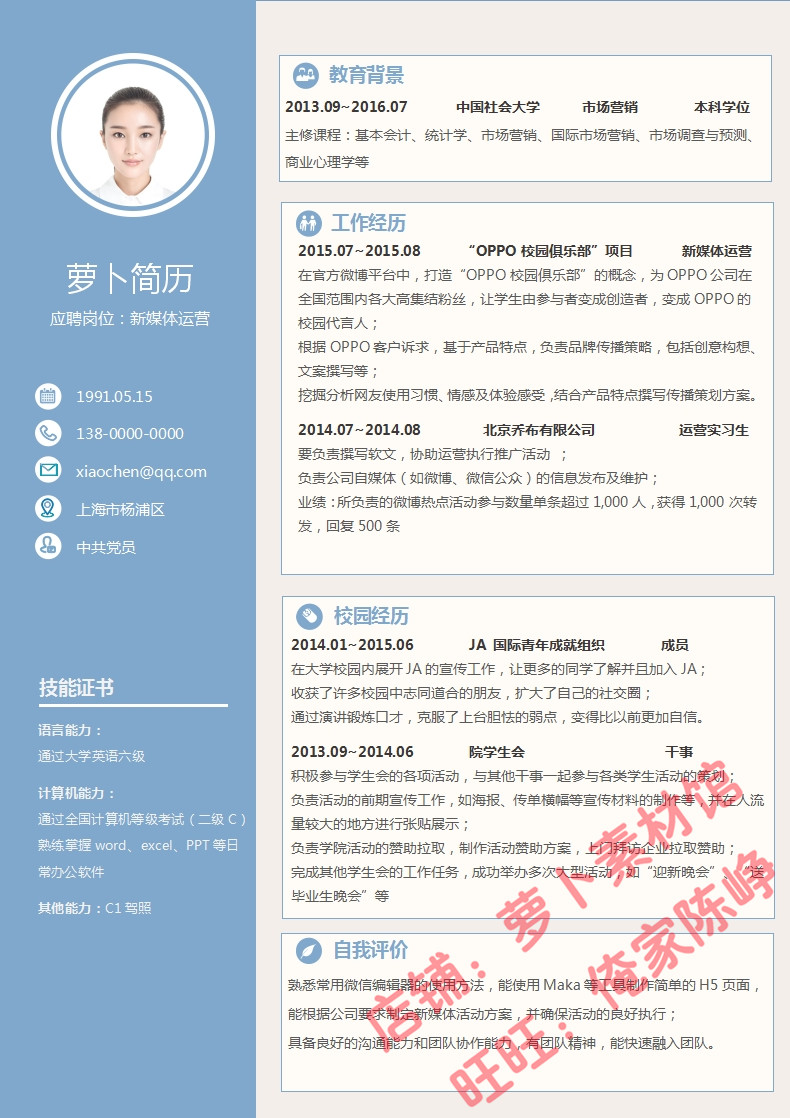 萝卜简历
应聘岗位：新媒体运营
1991.05.15
138-0000-0000
xiaochen@qq.com
上海市杨浦区
中共党员
技能证书
语言能力：
通过大学英语六级
计算机能力：
通过全国计算机等级考试（二级 C ）
熟练掌握 word、excel、PPT 等日
常办公软件
其他能力：C1 驾照
教育背景
2013.09~2016.07 中国社会大学 市场营销 本科学位
主修课程：基本会计、统计学、市场营销、国际市场营销、市场调查与预测、
商业心理学等
工作经历
2015.07~2015.08 “OPPO 校园俱乐部”项目 新媒体运营
在官方微博平台中，打造“OPPO 校园俱乐部”的概念，为 OPPO 公司在
全国范围内各大高集结粉丝，让学生由参与者变成创造者，变成 OPPO 的
校园代言人；
根据 OPPO 客户诉求，基于产品特点，负责品牌传播策略，包括创意构想、
文案撰写等；
挖掘分析网友使用习惯、情感及体验感受，结合产品特点撰写传播策划方案。
2014.07~2014.08 北京乔布有限公司 运营实习生
要负责撰写软文，协助运营执行推广活动 ；
负责公司自媒体（如微博、微信公众）的信息发布及维护；
业绩：所负责的微博热点活动参与数量单条超过 1,000 人，获得 1,000 次转
发，回复 500 条
校园经历
2014.01~2015.06 JA 国际青年成就组织 成员
在大学校园内展开 JA 的宣传工作，让更多的同学了解并且加入 JA；
收获了许多校园中志同道合的朋友，扩大了自己的社交圈；
通过演讲锻炼口才，克服了上台胆怯的弱点，变得比以前更加自信。
2013.09~2014.06 院学生会 干事
积极参与学生会的各项活动，与其他干事一起参与各类学生活动的策划；
负责活动的前期宣传工作，如海报、传单横幅等宣传材料的制作等，并在人流
量较大的地方进行张贴展示；
负责学院活动的赞助拉取，制作活动赞助方案，上门拜访企业拉取赞助；
完成其他学生会的工作任务，成功举办多次大型活动，如“迎新晚会”、“送
毕业生晚会”等
自我评价
熟悉常用微信编辑器的使用方法，能使用 Maka 等工具制作简单的 H5 页面，
能根据公司要求制定新媒体活动方案，并确保活动的良好执行；
具备良好的沟通能力和团队协作能力，有团队精神，能快速融入团队。
店铺：萝卜素材馆
旺旺：俺家陈峥